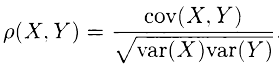 ρ(X, Y) = cov(X, Y) / √var(X)var(Y).